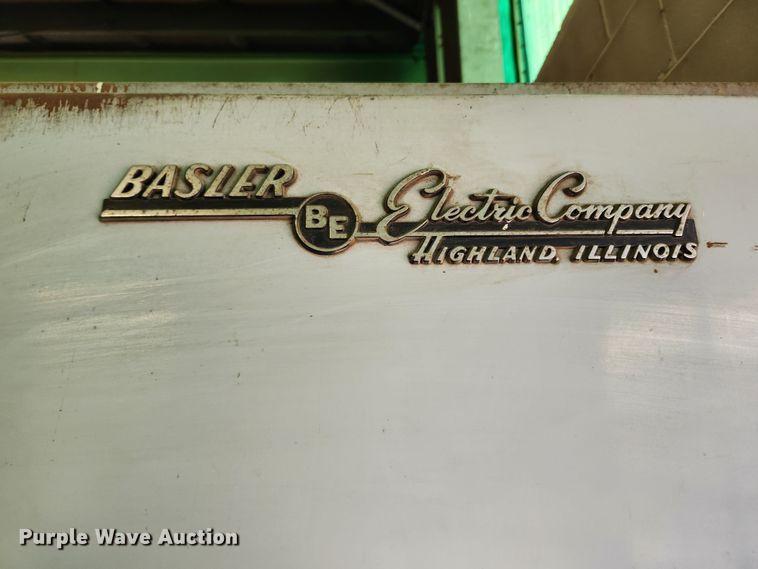 BASLER
BE
Electric Company
HIGHLAND, ILLINOIS
Purple Wave Auction